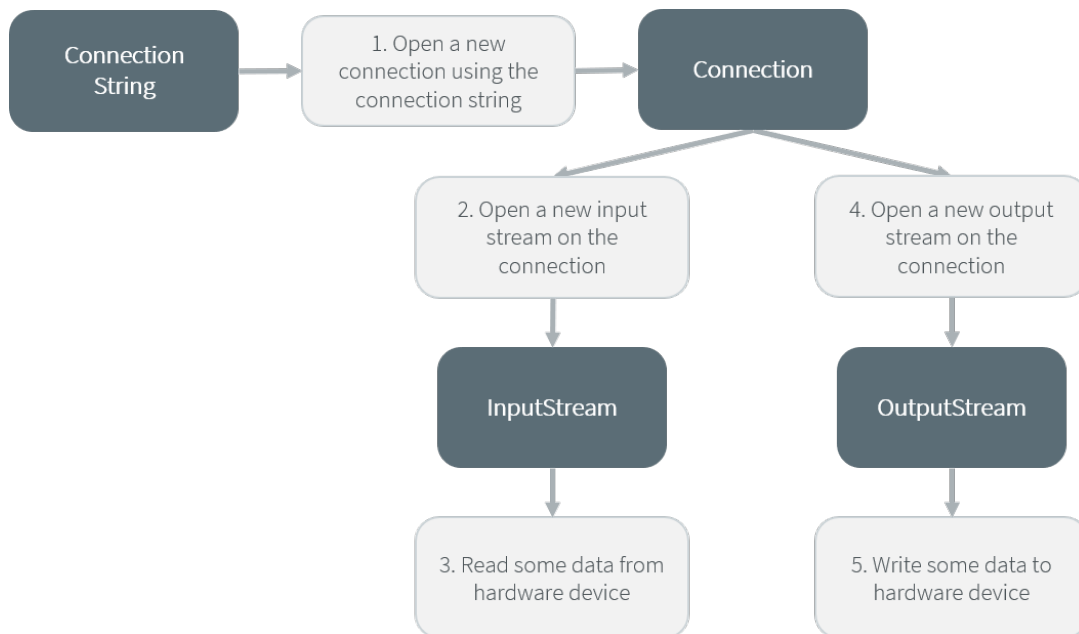 Connection
String
1. Open a new
connection using the
connection string
Connection
2. Open a new input
stream on the
connection
4. Open a new output
stream on the
connection
InputStream
OutputStream
3. Read some data from
hardware device
5. Write some data to
hardware device